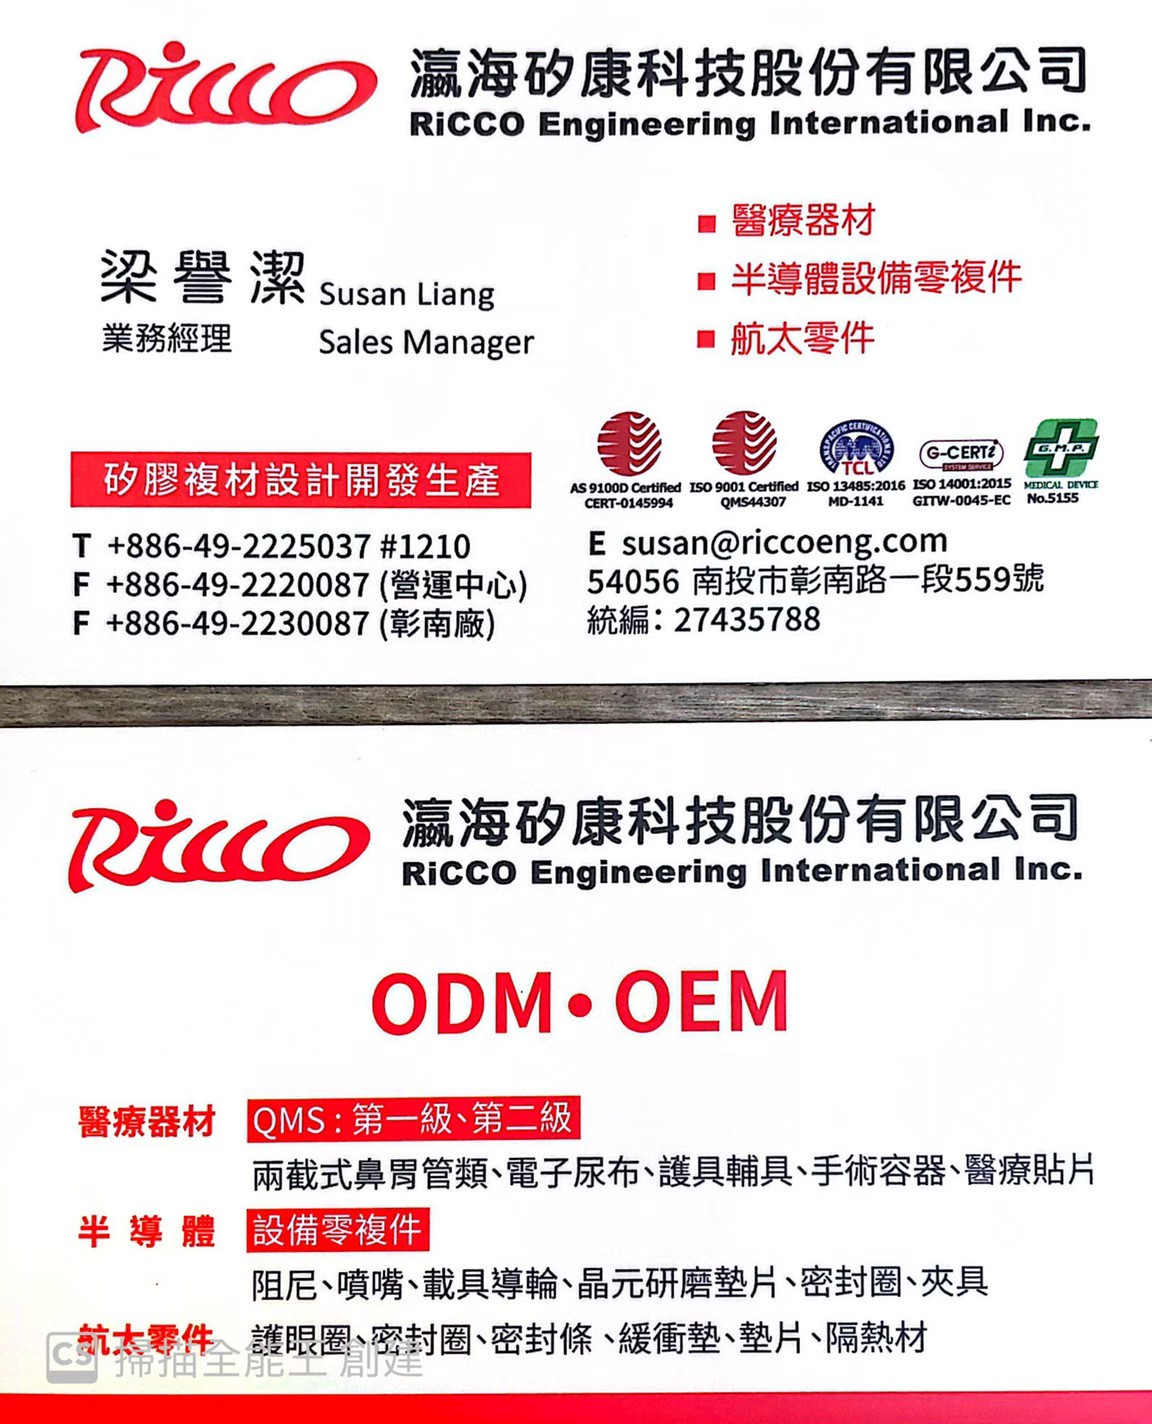 Ricco 瀛海矽康科技股份有限公司
RiCCO Engineering International Inc.
■ 醫療器材
■ 半導體設備零複件
■ 航太零件
梁譽潔 Susan Liang
業務經理 Sales Manager
矽膠複材設計開發生產
TRANSPACIFIC CERTIFICATIONS
TCL
G-CERTi
SYSTEM SERVICE
G.M.P.
MEDICAL DEVICE
AS 9100D Certified ISO 9001 Certified ISO 13485:2016 ISO 14001:2015 No.5155
CERT-0145994 QMS44307 MD-1141 GITW-0045-EC
T +886-49-2225037 #1210
F +886-49-2220087 (營運中心)
F +886-49-2230087 (彰南廠)
E susan@riccoeng.com
54056 南投市彰南路一段559號
統編：27435788
Ricco 瀛海矽康科技股份有限公司
RiCCO Engineering International Inc.
ODM•OEM
醫療器材 QMS : 第一級、第二級
兩截式鼻胃管類、電子尿布、護具輔具、手術容器、醫療貼片
半導體 設備零複件
阻尼、噴嘴、載具導輪、晶元研磨墊片、密封圈、夾具
航太零件 護眼圈、密封圈、密封條、緩衝墊、墊片、隔熱材
CS 掃描全能王 創建